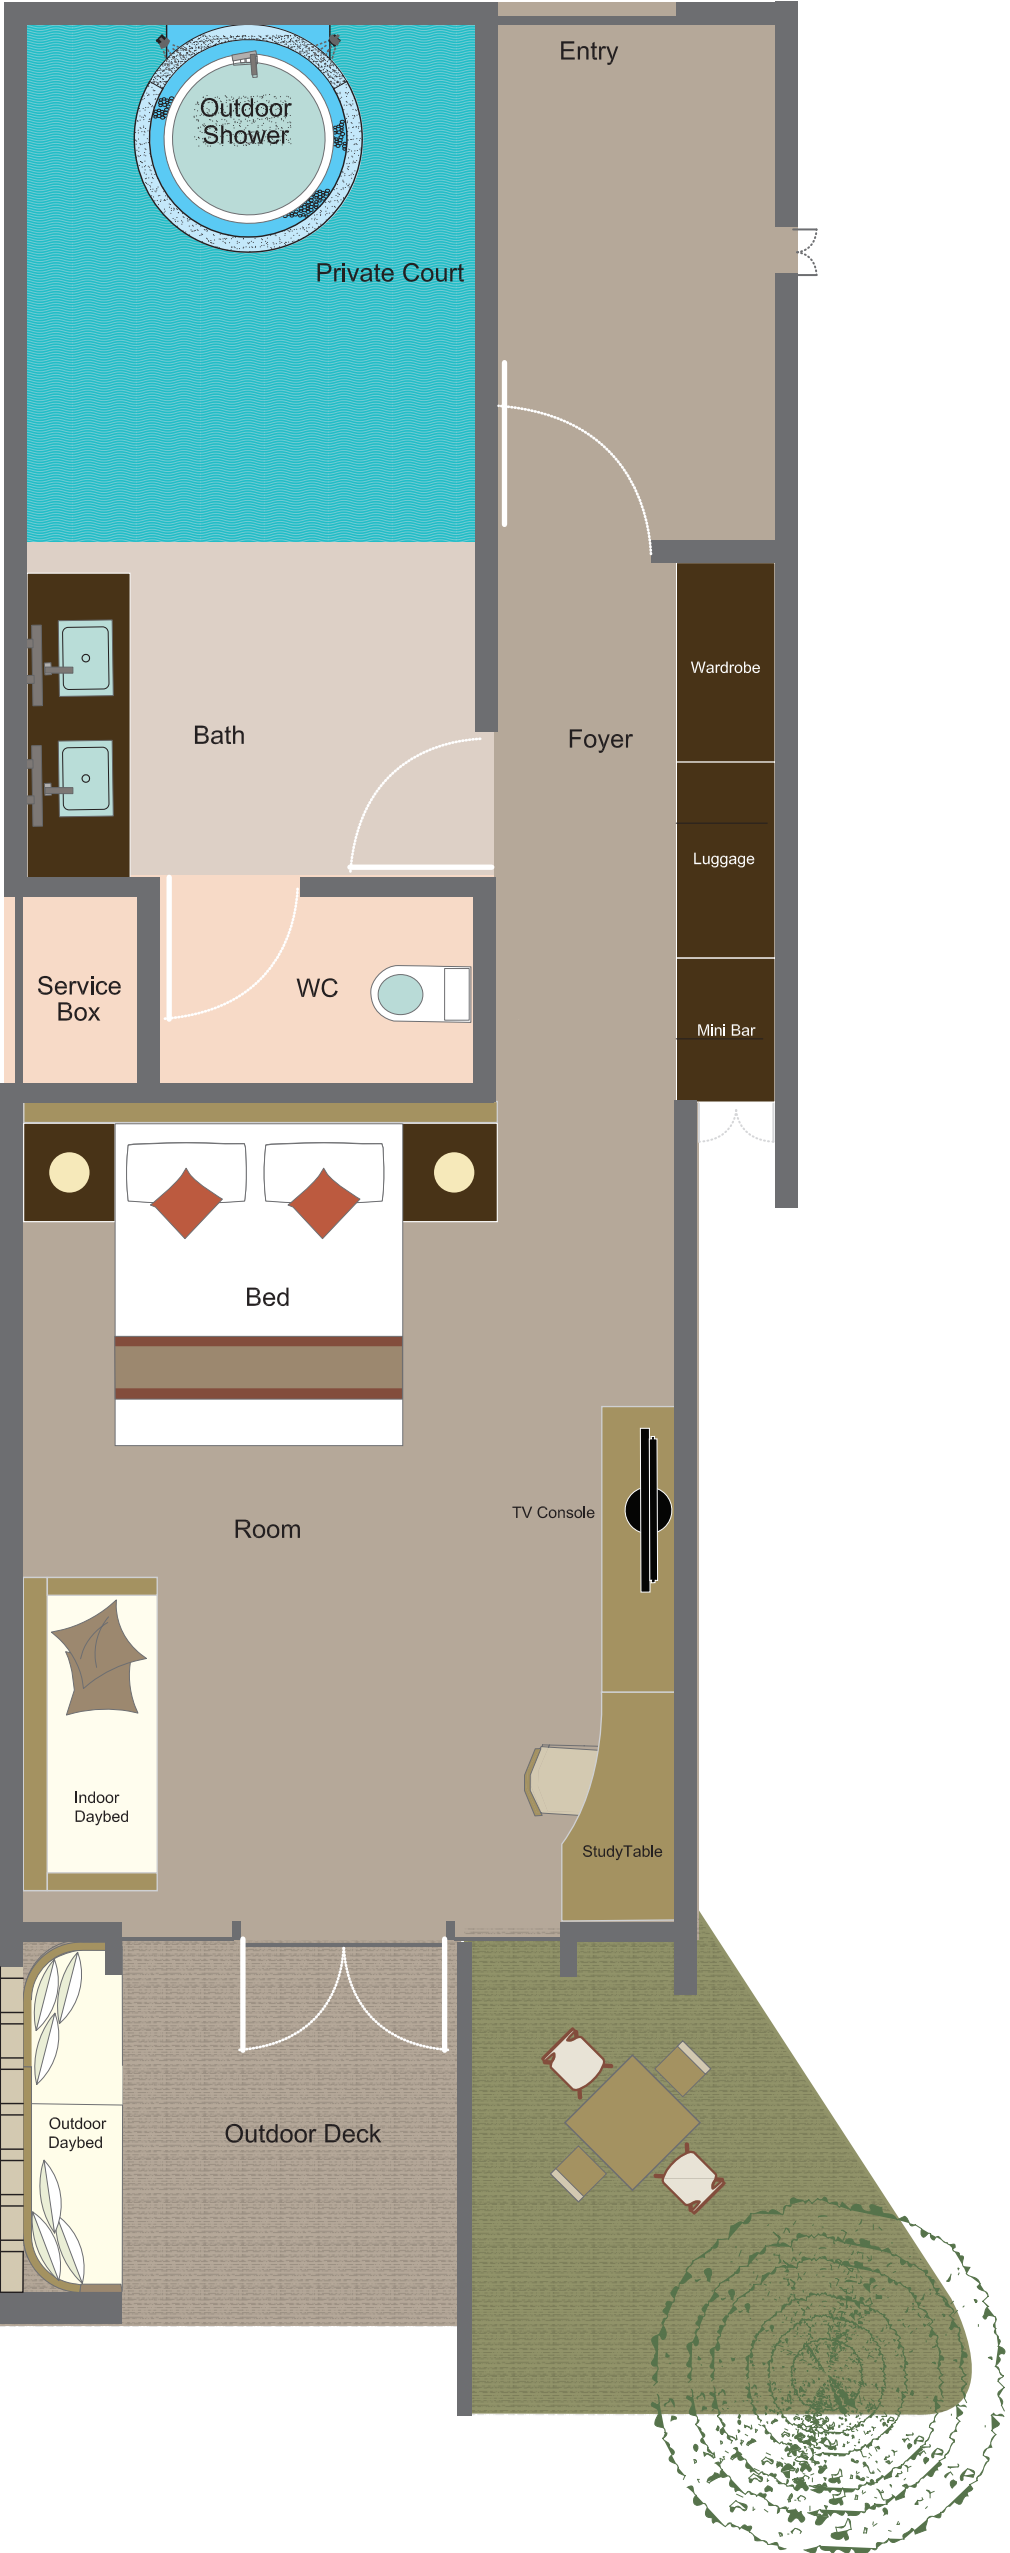 Entry
Outdoor
Shower
Private Court
Wardrobe
Bath
Foyer
Luggage
Service
Box
WC
Mini Bar
Bed
TV Console
Room
Indoor
Daybed
StudyTable
Outdoor
Daybed
Outdoor Deck